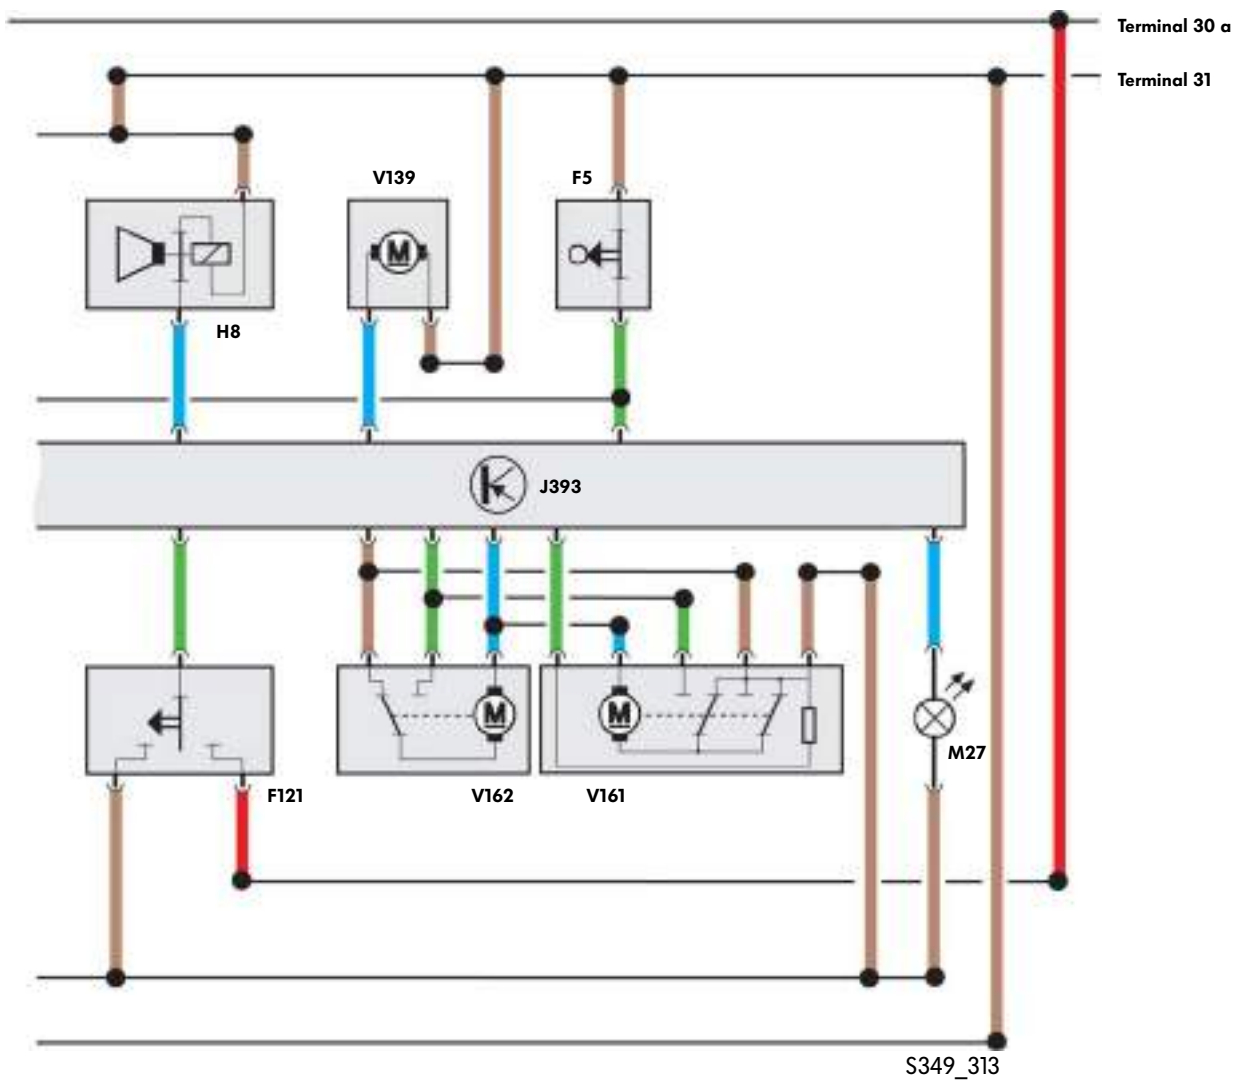 Terminal 30 a
Terminal 31
V139
F5
M
H8
J393
M
M
M27
F121
V162
V161
S349_313